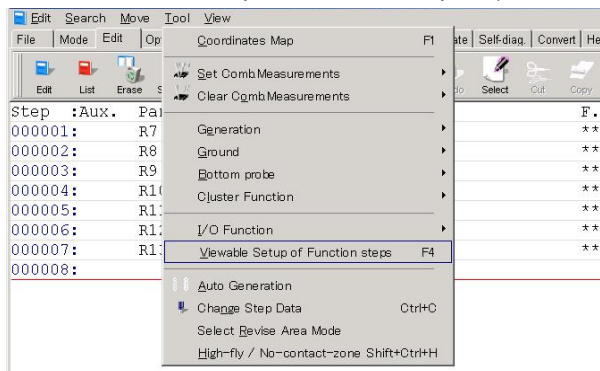 Edit Search Move Tool View
File Mode Edit Op ate Self-diag. Convert He
Edit List Erase S do Select Cut Copy
Coordinates Map F1
Set Comb.Measurements
Clear Comb.Measurements
Generation
Ground
Bottom probe
Cluster Function
I/O Function
Viewable Setup of Function steps F4
Auto Generation
Change Step Data Ctrl+C
Select Revise Area Mode
High-fly / No-contact-zone Shift+Ctrl+H
Step :Aux. Pa F.
000001: R7 **
000002: R8 **
000003: R9 **
000004: R10 **
000005: R1 **
000006: R1 **
000007: R1 **
000008: